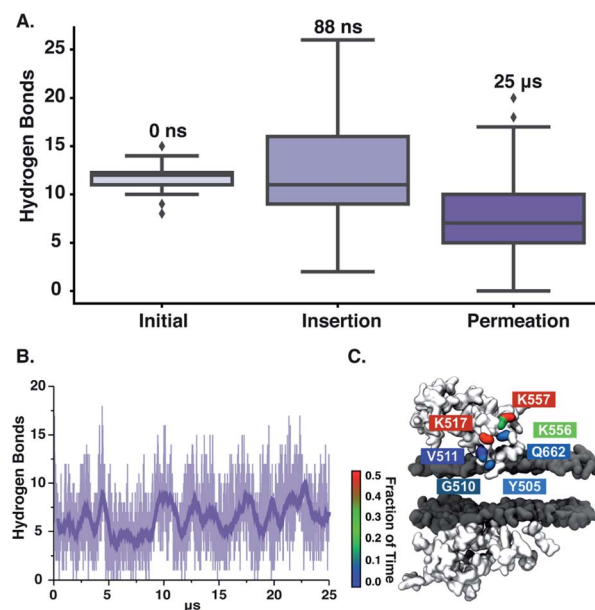 A.
Hydrogen Bonds
25
20
15
10
5
0
0 ns
88 ns
25 µs
Initial
Insertion
Permeation
B.
Hydrogen Bonds
20
15
10
5
0
0
5
10
15
20
25
µs
C.
K557
K517
K556
V511
Q662
G510
Y505
0.5
0.4
0.3
0.2
0.1
0.0
Fraction of Time